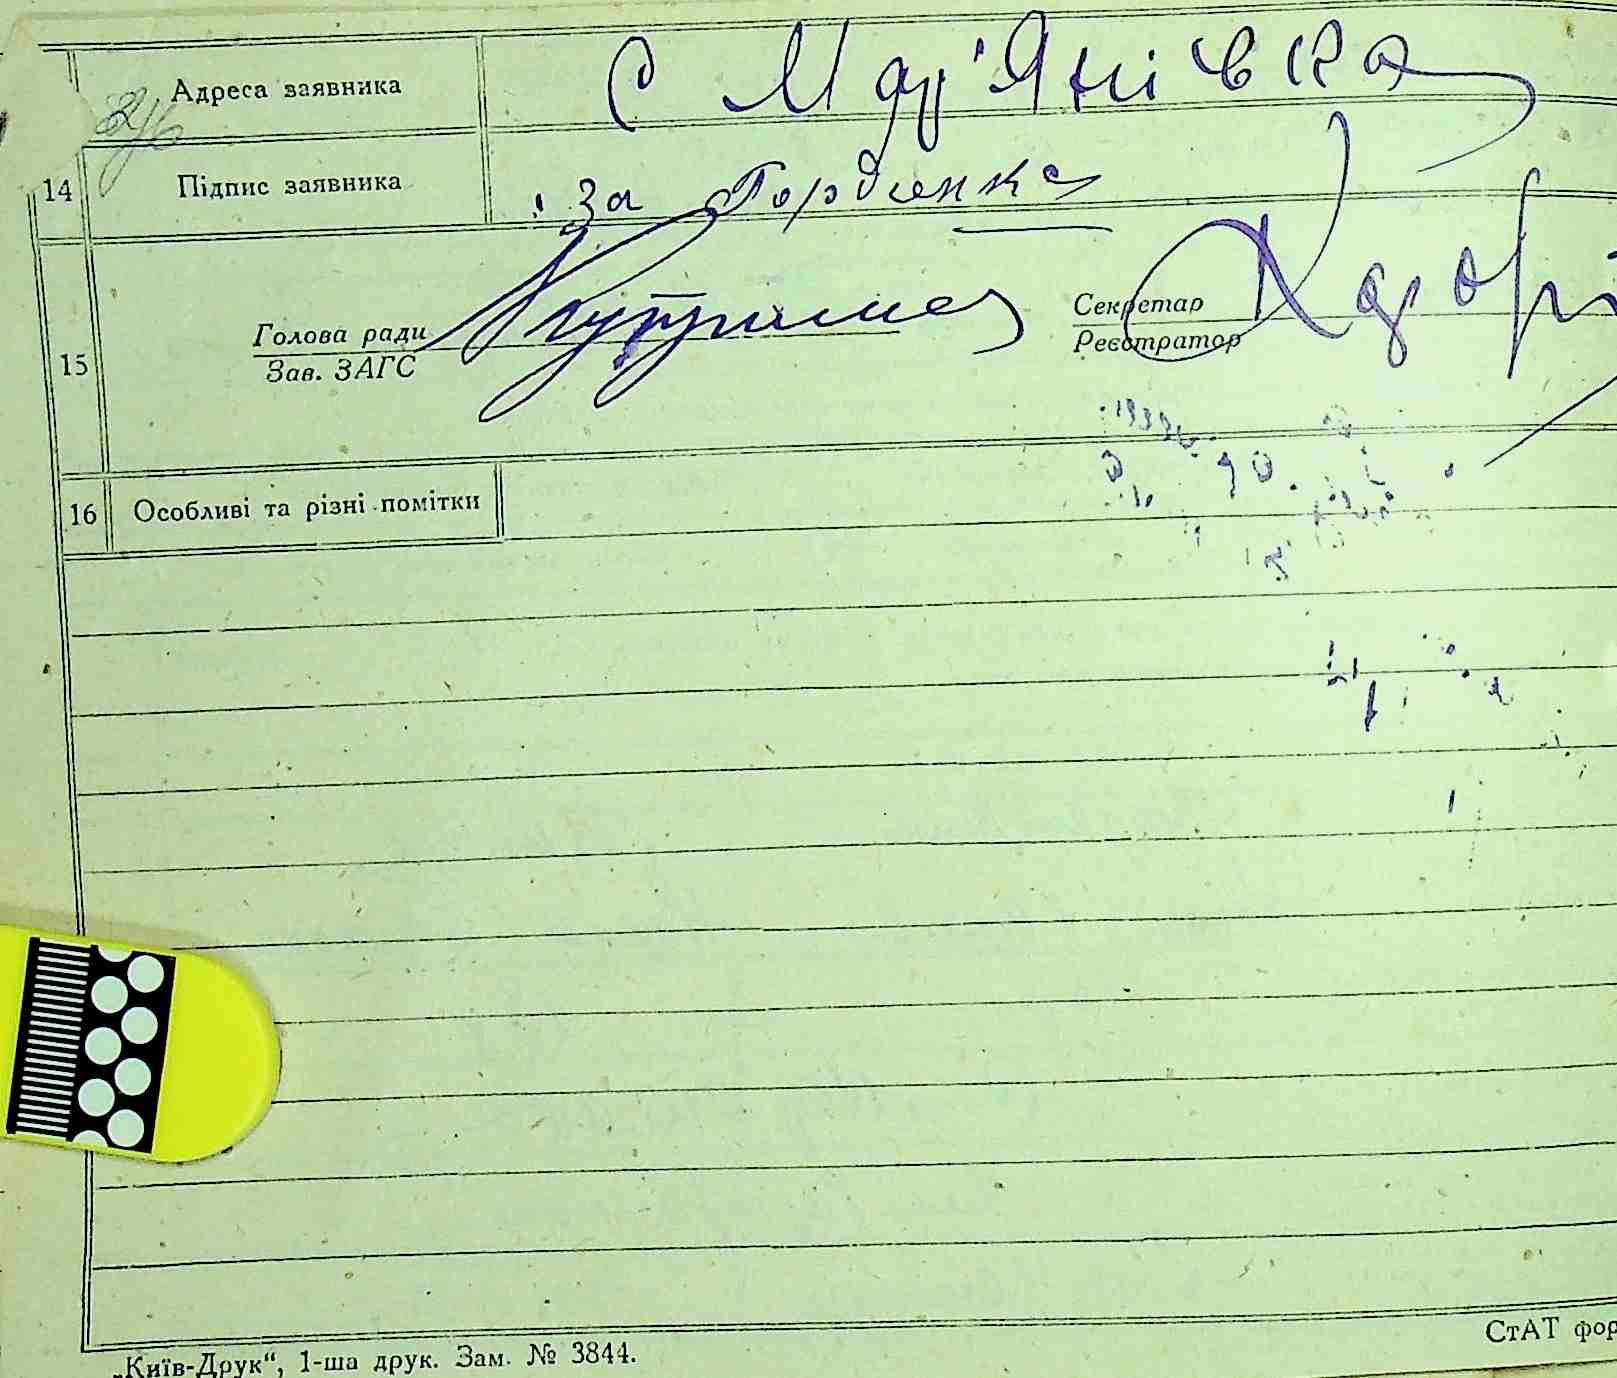 Адреса заявника С Мар'Янівка
14 Підпис заявника За Гордієнка
15 Голова ради Зав. ЗАГС Секретар Реєстратор
16 Особливі та різні помітки
„Київ-Друк“, 1-ша друк. Зам. № 3844.
СтАТ фор